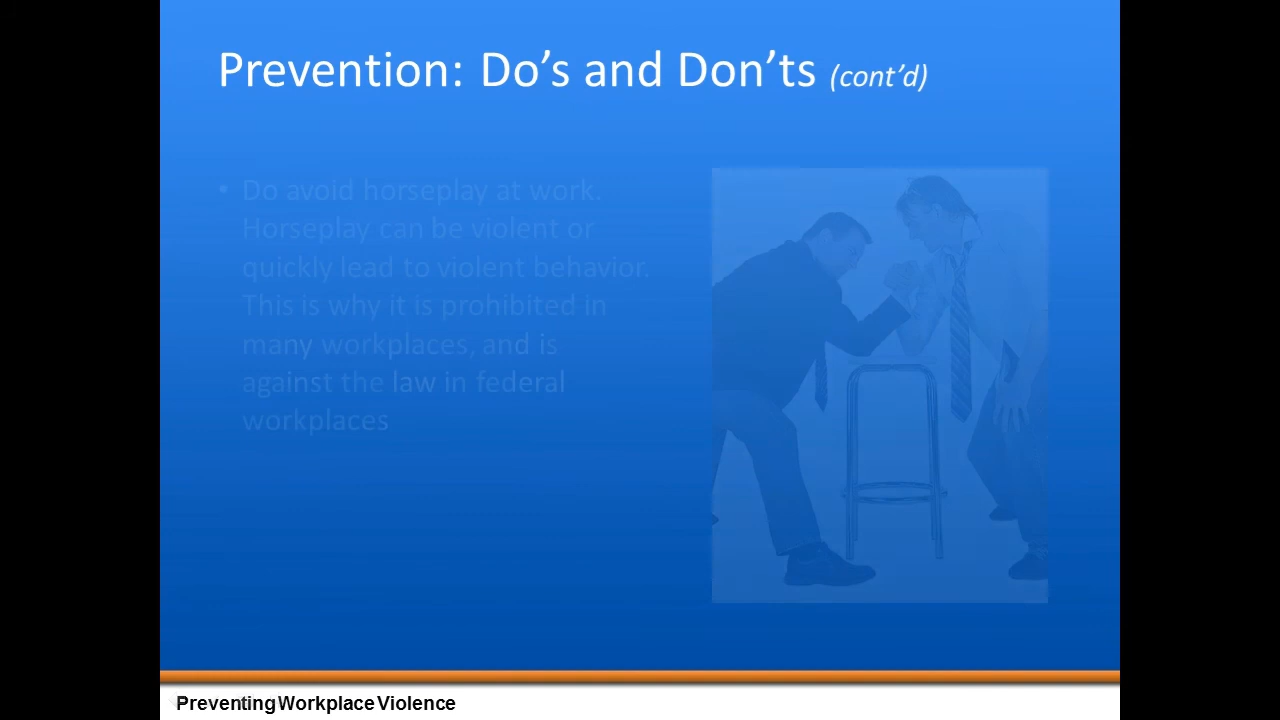 Prevention: Do’s and Don’ts (cont’d)
• Do avoid horseplay at work.
Horseplay can be violent or
quickly lead to violent behavior.
This is why it is prohibited in
many workplaces, and is
against the law in federal
workplaces
Preventing Workplace Violence